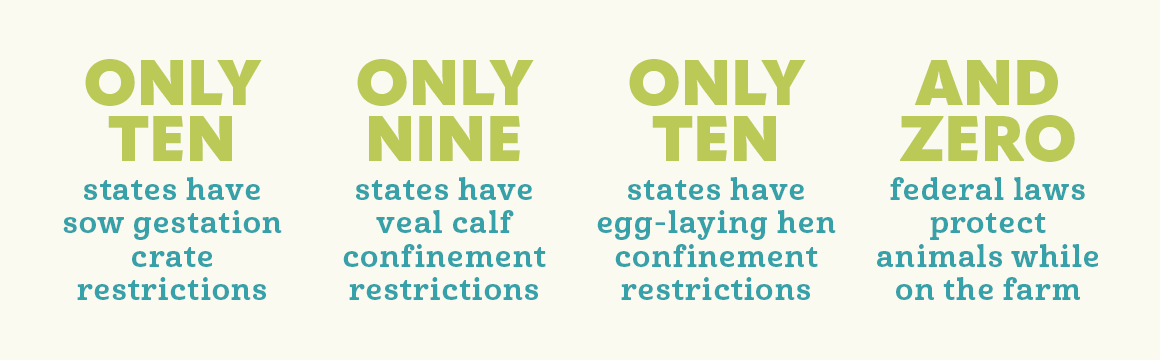 ONLY
TEN
states have
sow gestation
crate
restrictions
ONLY
NINE
states have
veal calf
confinement
restrictions
ONLY
TEN
states have
egg-laying hen
confinement
restrictions
AND
ZERO
federal laws
protect
animals while
on the farm